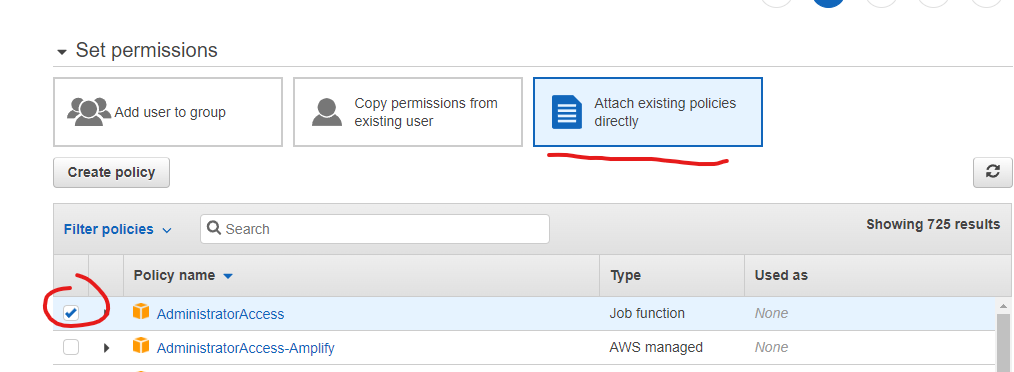 Set permissions
Add user to group
Copy permissions from
existing user
Attach existing policies
directly
Create policy
Filter policies
Search
Showing 725 results
Policy name
Type
Used as
AdministratorAccess
Job function
None
AdministratorAccess-Amplify
AWS managed
None